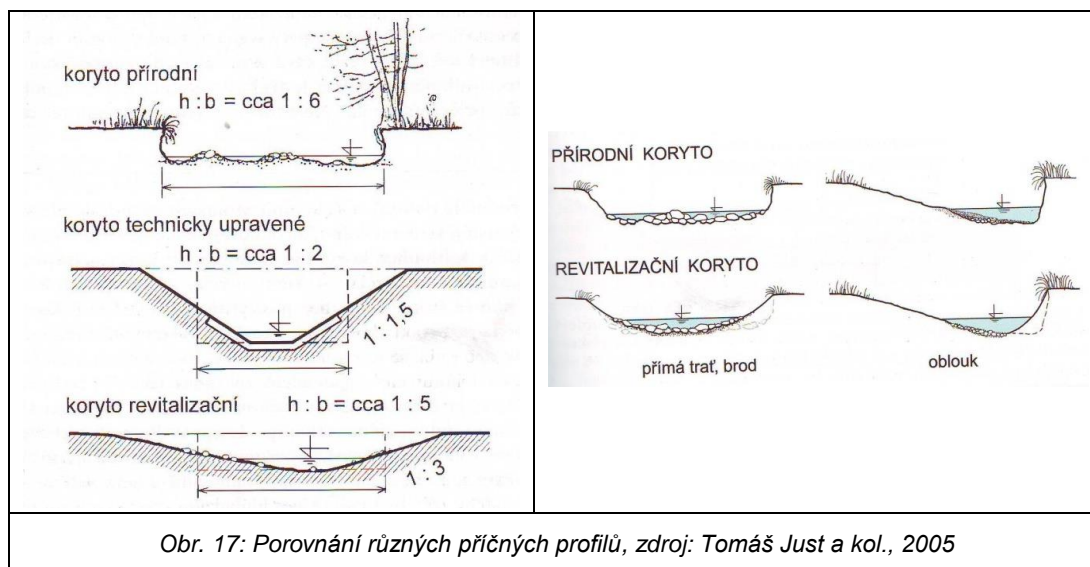 koryto přírodní
h : b = cca 1 : 6
koryto technicky upravené
h : b = cca 1 : 2
1 : 1,5
koryto revitalizační h : b = cca 1 : 5
1 : 3
PŘÍRODNÍ KORYTO
REVITALIZAČNÍ KORYTO
přímá trať, brod
oblouk
Obr. 17: Porovnání různých příčných profilů, zdroj: Tomáš Just a kol., 2005